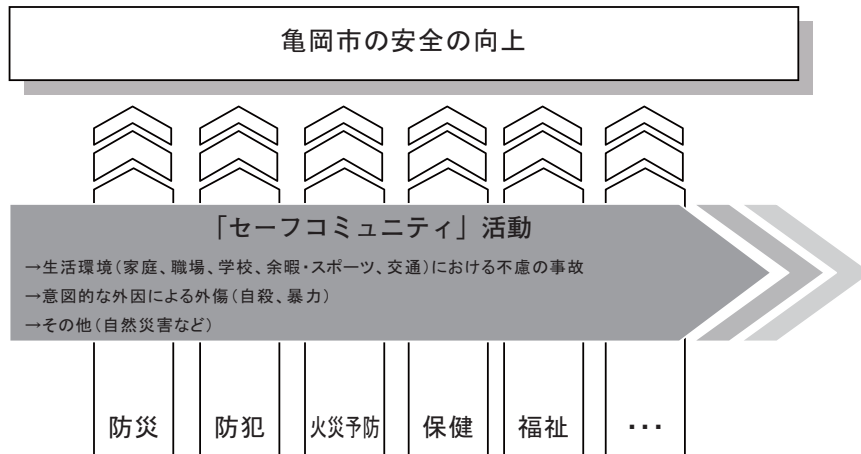 亀岡市の安全の向上
「セーフコミュニティ」活動
→生活環境（家庭、職場、学校、余暇・スポーツ、交通）における不慮の事故
→意図的な外因による外傷（自殺、暴力）
→その他（自然災害など）
防災 防犯 火災予防 保健 福祉 ・・・